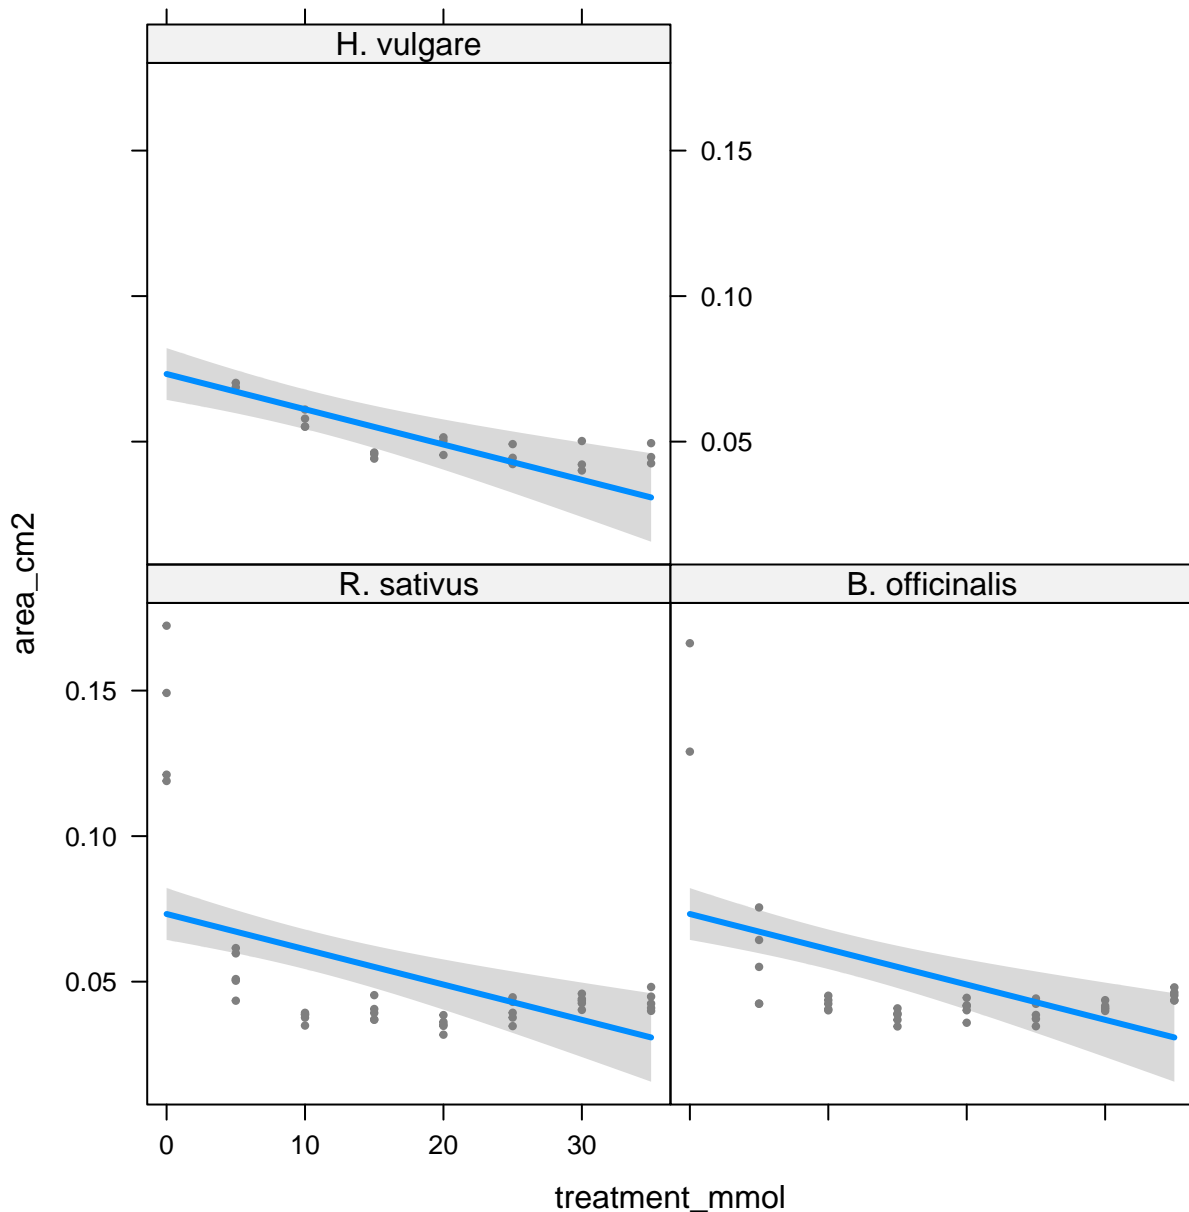 H. vulgare
0.15
0.10
0.05
area_cm2
R. sativus
B. officinalis
0.15
0.10
0.05
0 10 20 30
treatment_mmol